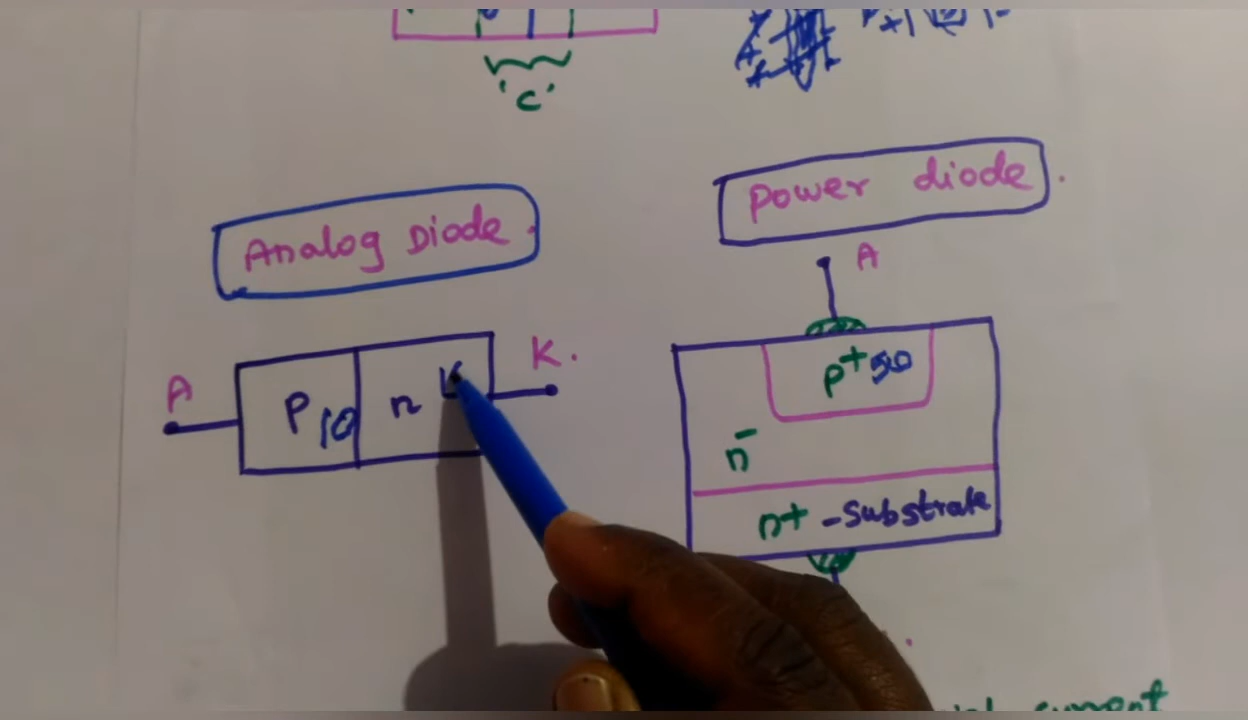 'C'
Power diode.
Analog Diode.
A
A
P 10
n
K.
p+ 50
n-
n+ - Substrate
current